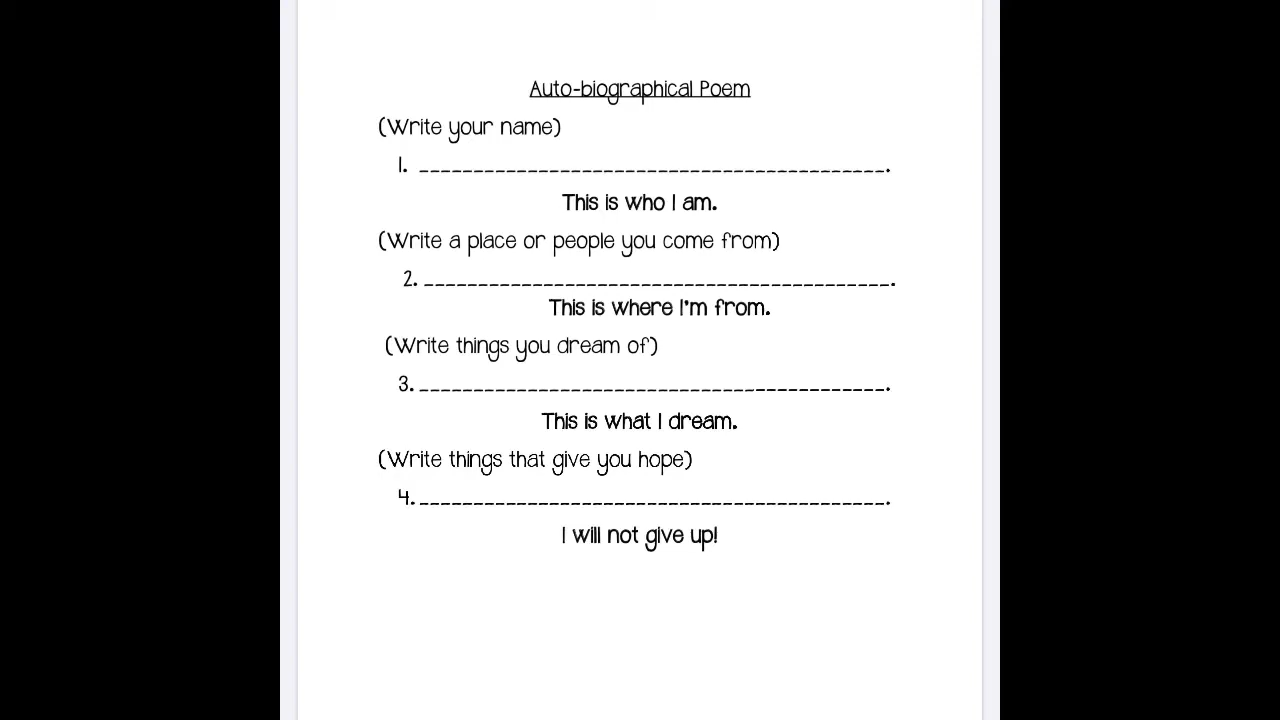 Auto-biographical Poem
(Write your name)
1. ___________________________________________.
This is who I am.
(Write a place or people you come from)
2. ___________________________________________.
This is where I'm from.
(Write things you dream of)
3. ___________________________________________.
This is what I dream.
(Write things that give you hope)
4. ___________________________________________.
I will not give up!